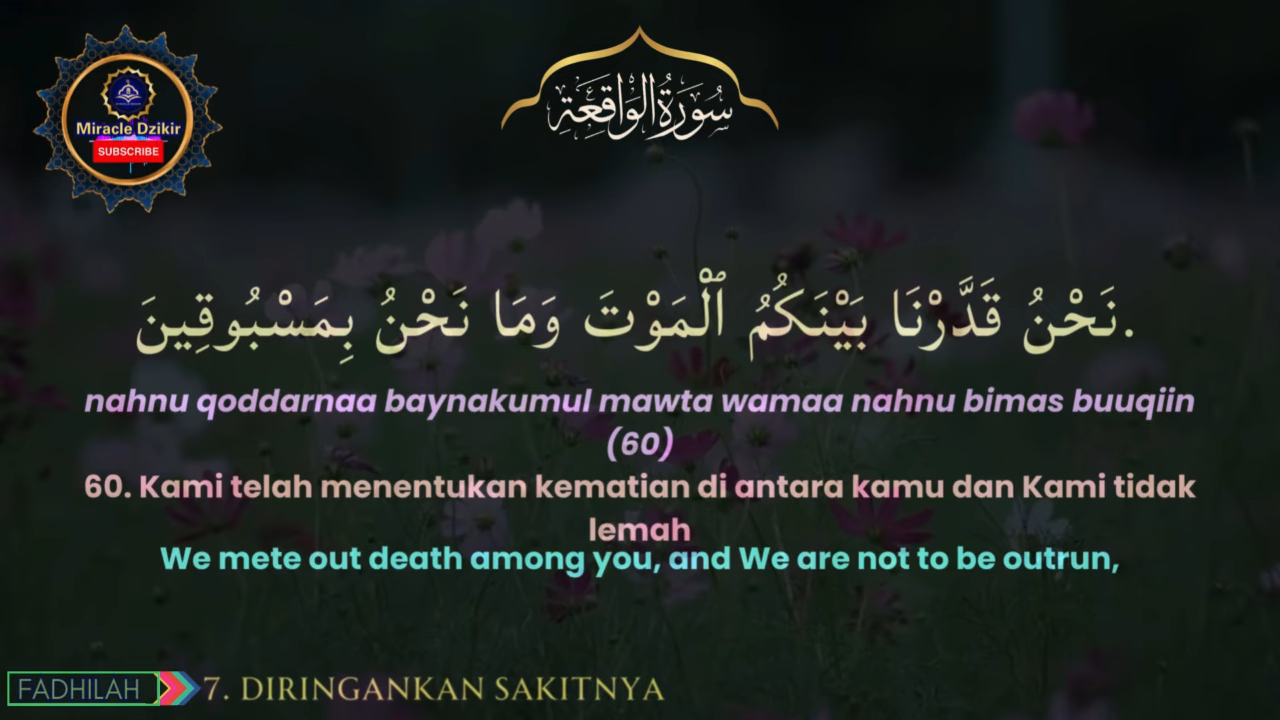 Miracle Dzikir
SUBSCRIBE
سُورَةُ الْوَاقِعَةِ
نَحْنُ قَدَّرْنَا بَيْنَكُمُ ٱلْمَوْتَ وَمَا نَحْنُ بِمَسْبُوقِينَ.
nahnu qoddarnaa baynakumul mawta wamaa nahnu bimas buuqiin
(60)
60. Kami telah menentukan kematian di antara kamu dan Kami tidak
lemah
We mete out death among you, and We are not to be outrun,
FADHILAH 7. DIRINGANKAN SAKITNYA